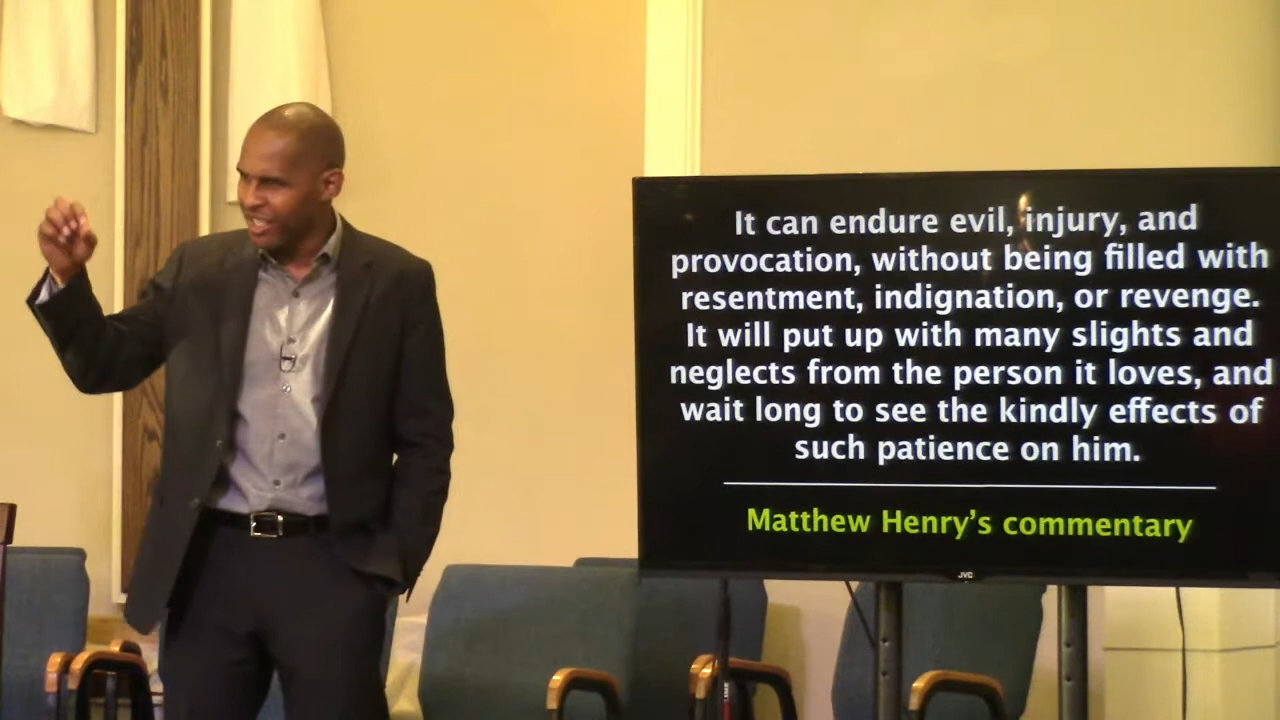 It can endure evil, injury, and
provocation, without being filled with
resentment, indignation, or revenge.
It will put up with many slights and
neglects from the person it loves, and
wait long to see the kindly effects of
such patience on him.
Matthew Henry’s commentary
JVC